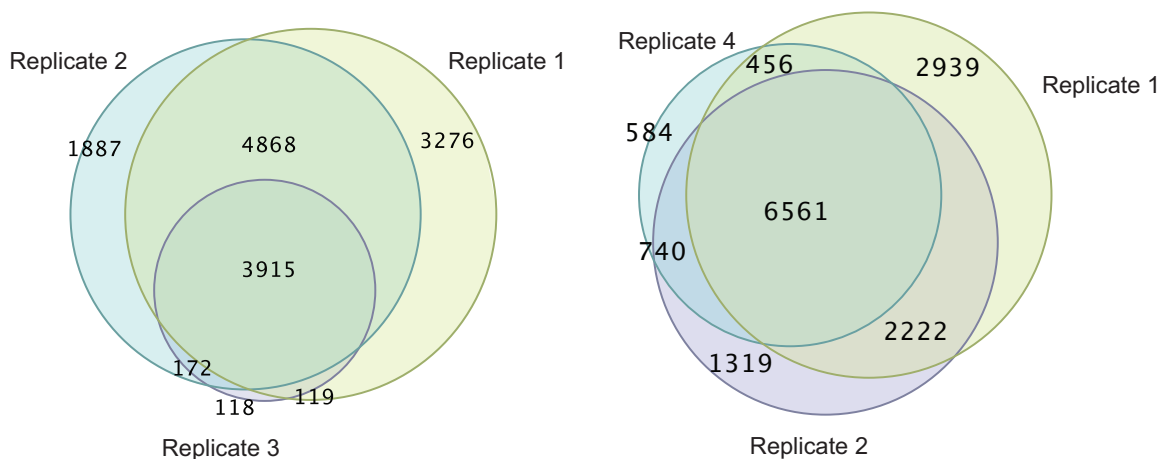 Replicate 2
Replicate 1
1887
4868
3276
3915
172
118
119
Replicate 3
Replicate 4
456
2939
Replicate 1
584
6561
740
2222
1319
Replicate 2